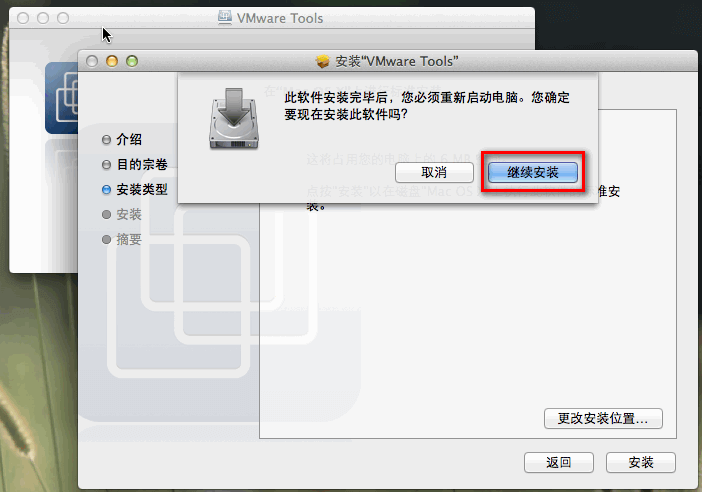 VMware Tools
安装“VMware Tools”
此软件安装完毕后，您必须重新启动电脑。您确定
要现在安装此软件吗？
取消
继续安装
介绍
目的宗卷
安装类型
安装
摘要
这将占用您的电脑上的 6 MB
点按“安装”以在磁盘“Mac OS 准安
装。
更改安装位置...
返回
安装